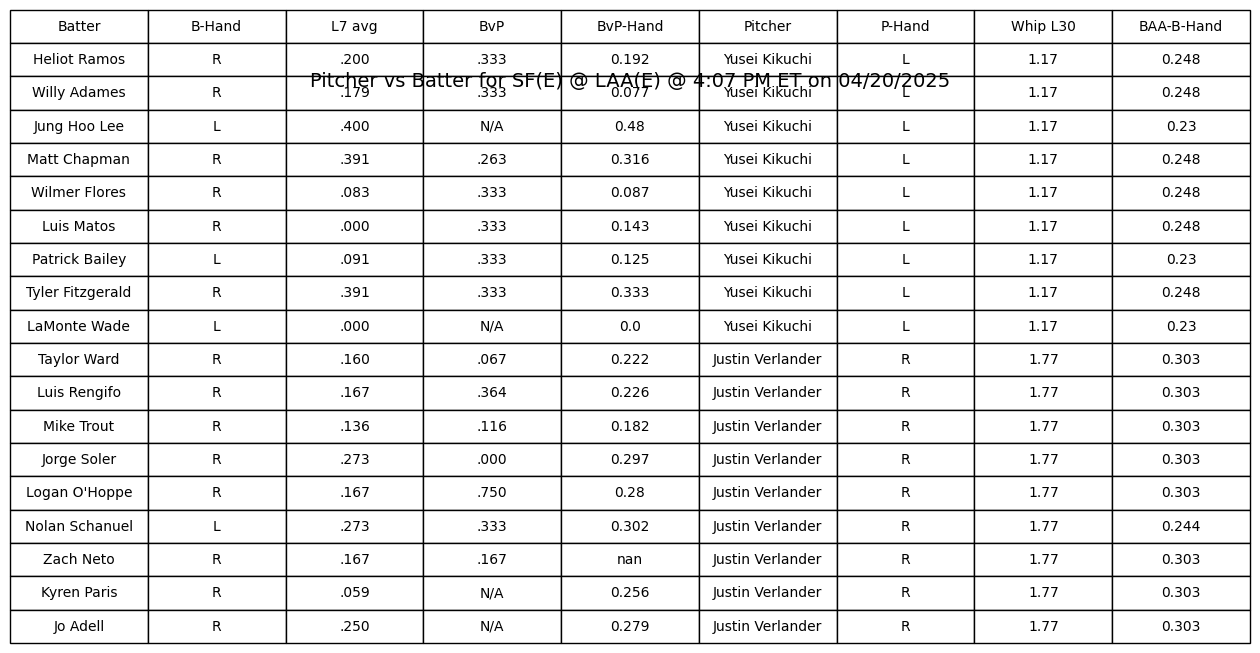 Batter B-Hand L7 avg BvP BvP-Hand Pitcher P-Hand Whip L30 BAA-B-Hand
Heliot Ramos R .200 .333 0.192 Yusei Kikuchi L 1.17 0.248
Pitcher vs Batter for SF(E) @ LAA(E) @ 4:07 PM ET on 04/20/2025
Willy Adames R .179 .333 0.077 Yusei Kikuchi L 1.17 0.248
Jung Hoo Lee L .400 N/A 0.48 Yusei Kikuchi L 1.17 0.23
Matt Chapman R .391 .263 0.316 Yusei Kikuchi L 1.17 0.248
Wilmer Flores R .083 .333 0.087 Yusei Kikuchi L 1.17 0.248
Luis Matos R .000 .333 0.143 Yusei Kikuchi L 1.17 0.248
Patrick Bailey L .091 .333 0.125 Yusei Kikuchi L 1.17 0.23
Tyler Fitzgerald R .391 .333 0.333 Yusei Kikuchi L 1.17 0.248
LaMonte Wade L .000 N/A 0.0 Yusei Kikuchi L 1.17 0.23
Taylor Ward R .160 .067 0.222 Justin Verlander R 1.77 0.303
Luis Rengifo R .167 .364 0.226 Justin Verlander R 1.77 0.303
Mike Trout R .136 .116 0.182 Justin Verlander R 1.77 0.303
Jorge Soler R .273 .000 0.297 Justin Verlander R 1.77 0.303
Logan O'Hoppe R .167 .750 0.28 Justin Verlander R 1.77 0.303
Nolan Schanuel L .273 .333 0.302 Justin Verlander R 1.77 0.244
Zach Neto R .167 .167 nan Justin Verlander R 1.77 0.303
Kyren Paris R .059 N/A 0.256 Justin Verlander R 1.77 0.303
Jo Adell R .250 N/A 0.279 Justin Verlander R 1.77 0.303